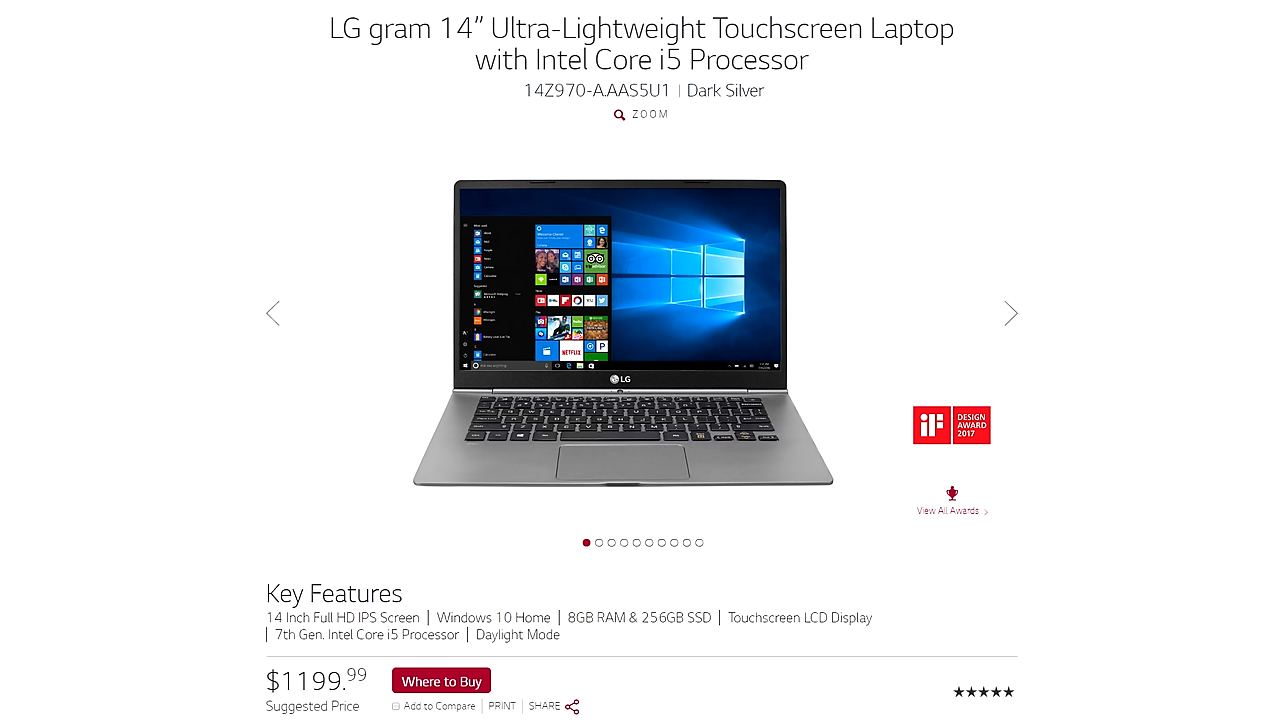 LG gram 14” Ultra-Lightweight Touchscreen Laptop
with Intel Core i5 Processor
14Z970-A.AAS5U1 | Dark Silver
ZOOM
NETFLIX
LG
iF DESIGN
AWARD
2017
View All Awards
Key Features
14 Inch Full HD IPS Screen | Windows 10 Home | 8GB RAM & 256GB SSD | Touchscreen LCD Display
| 7th Gen. Intel Core i5 Processor | Daylight Mode
$1199.99
Where to Buy
Suggested Price
Add to Compare | PRINT | SHARE